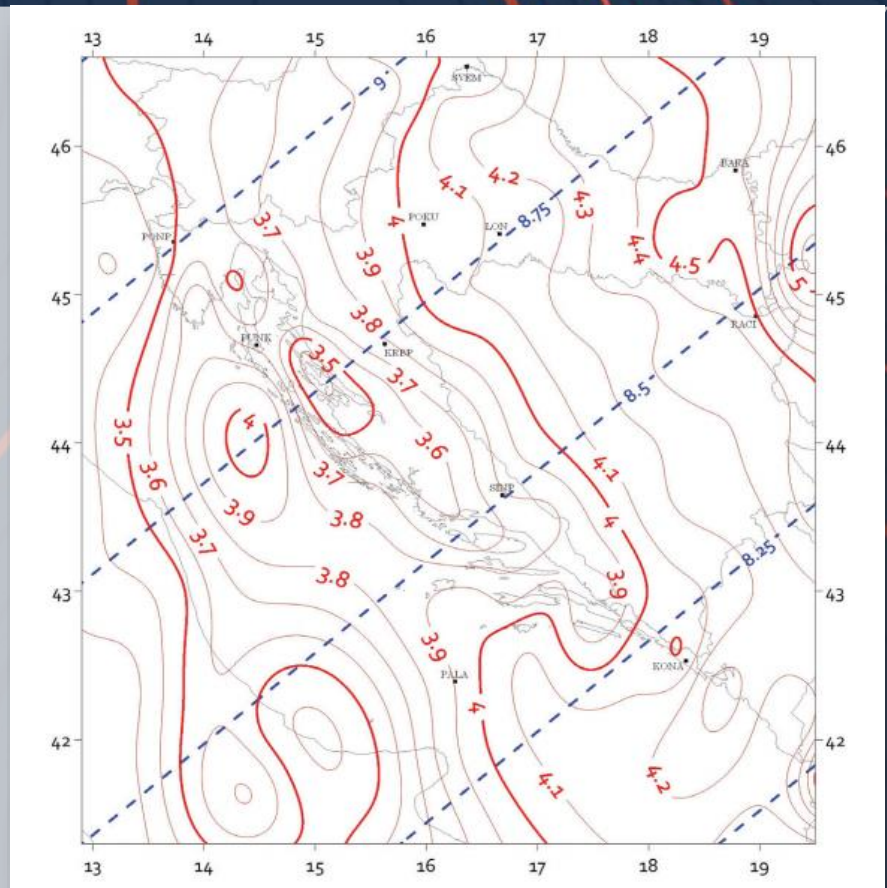 13 14 15 16 17 18 19
SVEM
9
46 46
BARA
4.1 4.2
4.3
3.7 4 POKU 8.75
LON
PONP 4.4
3.9 4.5
5
45 45
3.8 RACI
PUNK KRBP
3.5
3.7
8.5
4
3.5 3.6
44 44
3.6 3.7 4.1
SINP
3.9 3.8 4
3.7
8.25
3.8 3.9
43 43
3.9
KONA
PALA
4
42 42
4.1 4.2
13 14 15 16 17 18 19